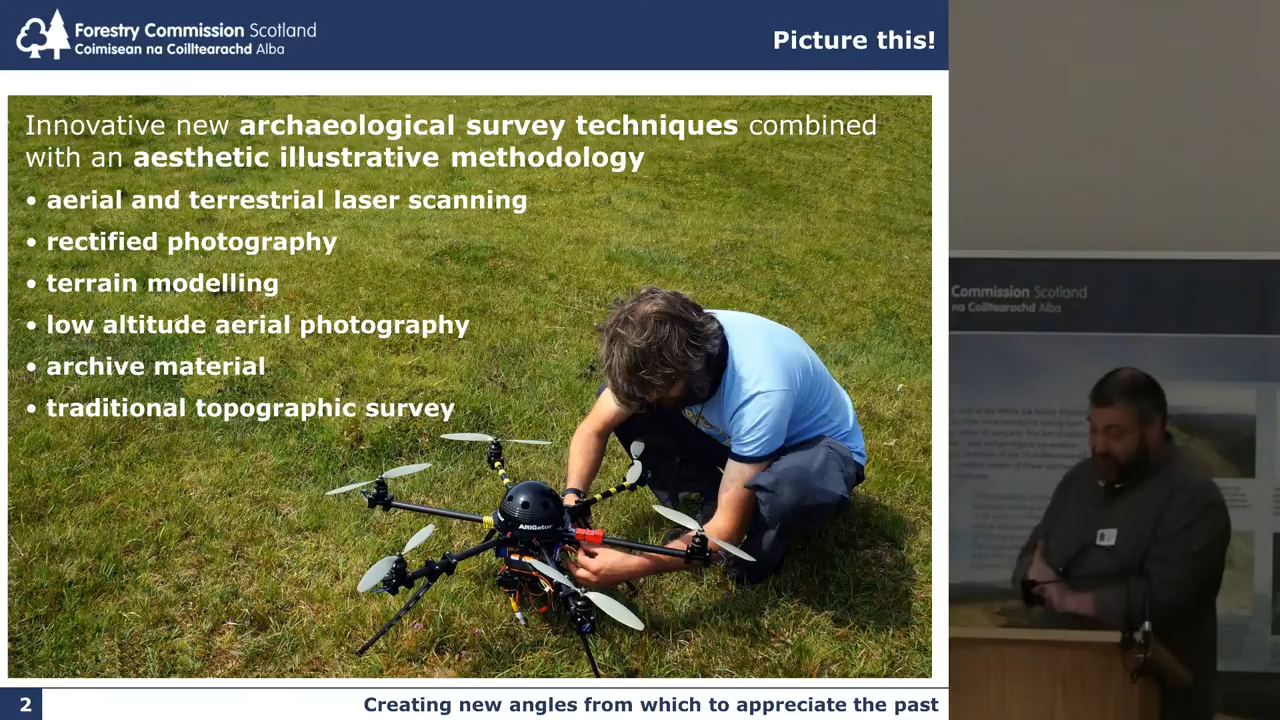 Forestry Commission Scotland
Coimisean na Coilltearachd Alba
Picture this!
Innovative new archaeological survey techniques combined
with an aesthetic illustrative methodology
• aerial and terrestrial laser scanning
• rectified photography
• terrain modelling
• low altitude aerial photography
• archive material
• traditional topographic survey
AltiGator
2
Creating new angles from which to appreciate the past
Commission Scotland
na Coilltearachd Alba